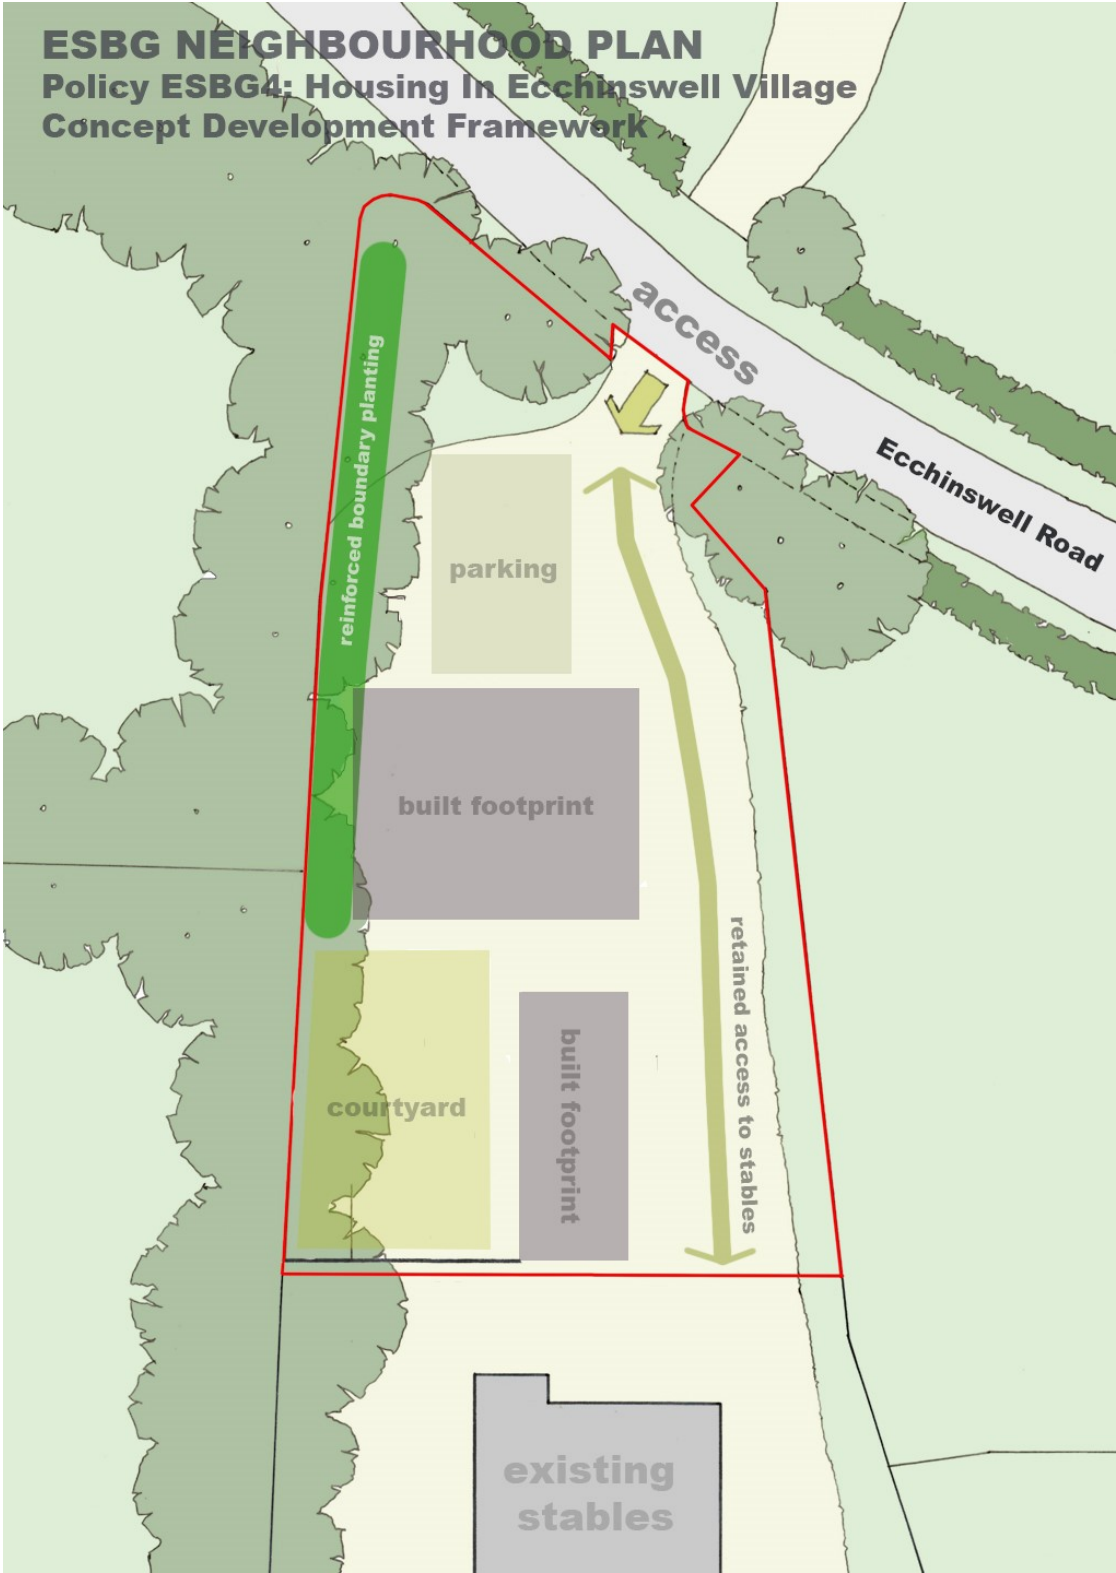 ESBG NEIGHBOURHOOD PLAN
Policy ESBG4: Housing In Ecchinswell Village
Concept Development Framework
access
Ecchinswell Road
reinforced boundary planting
parking
built footprint
retained access to stables
courtyard
built footprint
existing
stables